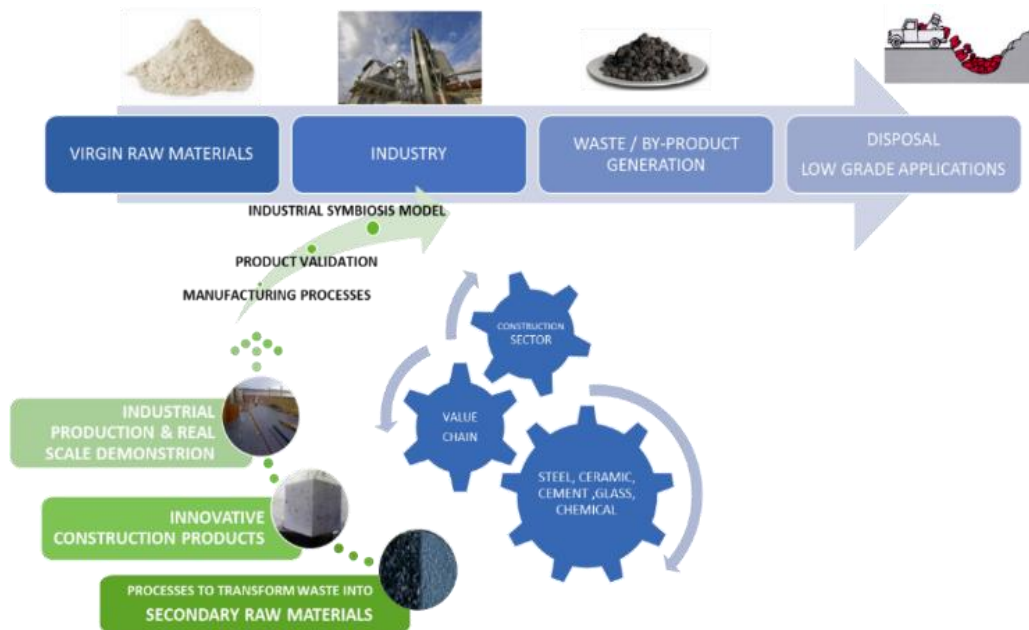 VIRGIN RAW MATERIALS
INDUSTRY
WASTE / BY-PRODUCT
GENERATION
DISPOSAL
LOW GRADE APPLICATIONS
INDUSTRIAL SYMBIOSIS MODEL
PRODUCT VALIDATION
MANUFACTURING PROCESSES
CONSTRUCTION
SECTOR
VALUE
CHAIN
STEEL, CERAMIC,
CEMENT ,GLASS,
CHEMICAL
INDUSTRIAL
PRODUCTION & REAL
SCALE DEMONSTRION
INNOVATIVE
CONSTRUCTION PRODUCTS
PROCESSES TO TRANSFORM WASTE INTO
SECONDARY RAW MATERIALS